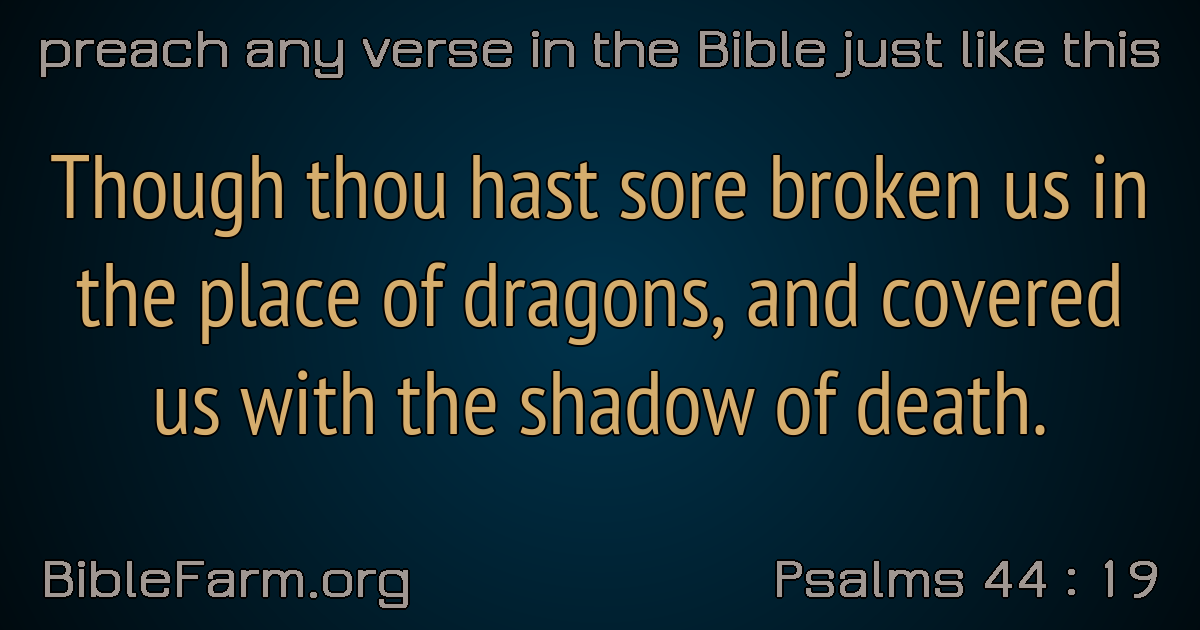 preach any verse in the Bible just like this
Though thou hast sore broken us in
the place of dragons, and covered
us with the shadow of death.
BibleFarm.org
Psalms 44 : 19